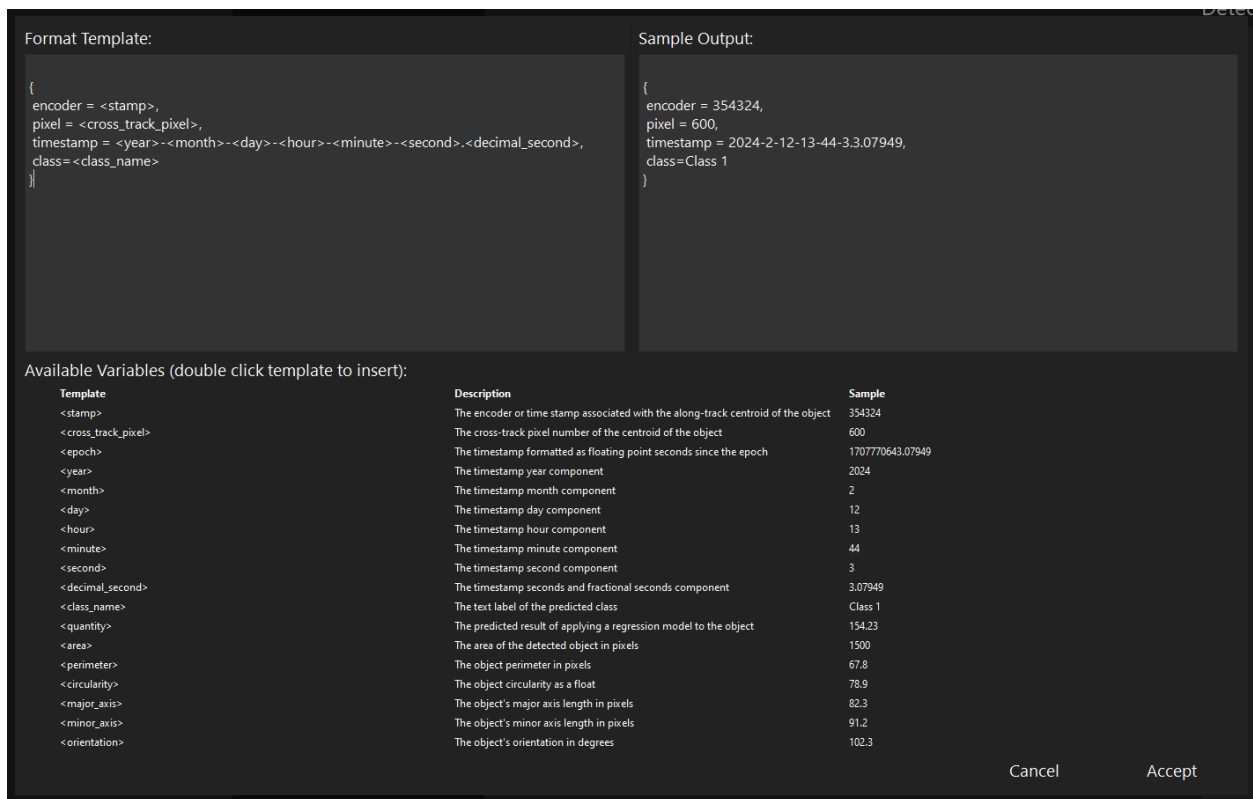 Format Template:
{
encoder = <stamp>,
pixel = <cross_track_pixel>,
timestamp = <year>-<month>-<day>-<hour>-<minute>-<second>.<decimal_second>,
class=<class_name>
}
Sample Output:
{
encoder = 354324,
pixel = 600,
timestamp = 2024-2-12-13-44-3.3.07949,
class=Class 1
}
Available Variables (double click template to insert):
Template Description Sample
<stamp> The encoder or time stamp associated with the along-track centroid of the object 354324
<cross_track_pixel> The cross-track pixel number of the centroid of the object 600
<epoch> The timestamp formatted as floating point seconds since the epoch 1707770643.07949
<year> The timestamp year component 2024
<month> The timestamp month component 2
<day> The timestamp day component 12
<hour> The timestamp hour component 13
<minute> The timestamp minute component 44
<second> The timestamp second component 3
<decimal_second> The timestamp seconds and fractional seconds component 3.07949
<class_name> The text label of the predicted class Class 1
<quantity> The predicted result of applying a regression model to the object 154.23
<area> The area of the detected object in pixels 1500
<perimeter> The object perimeter in pixels 67.8
<circularity> The object circularity as a float 78.9
<major_axis> The object's major axis length in pixels 82.3
<minor_axis> The object's minor axis length in pixels 91.2
<orientation> The object's orientation in degrees 102.3
Cancel Accept